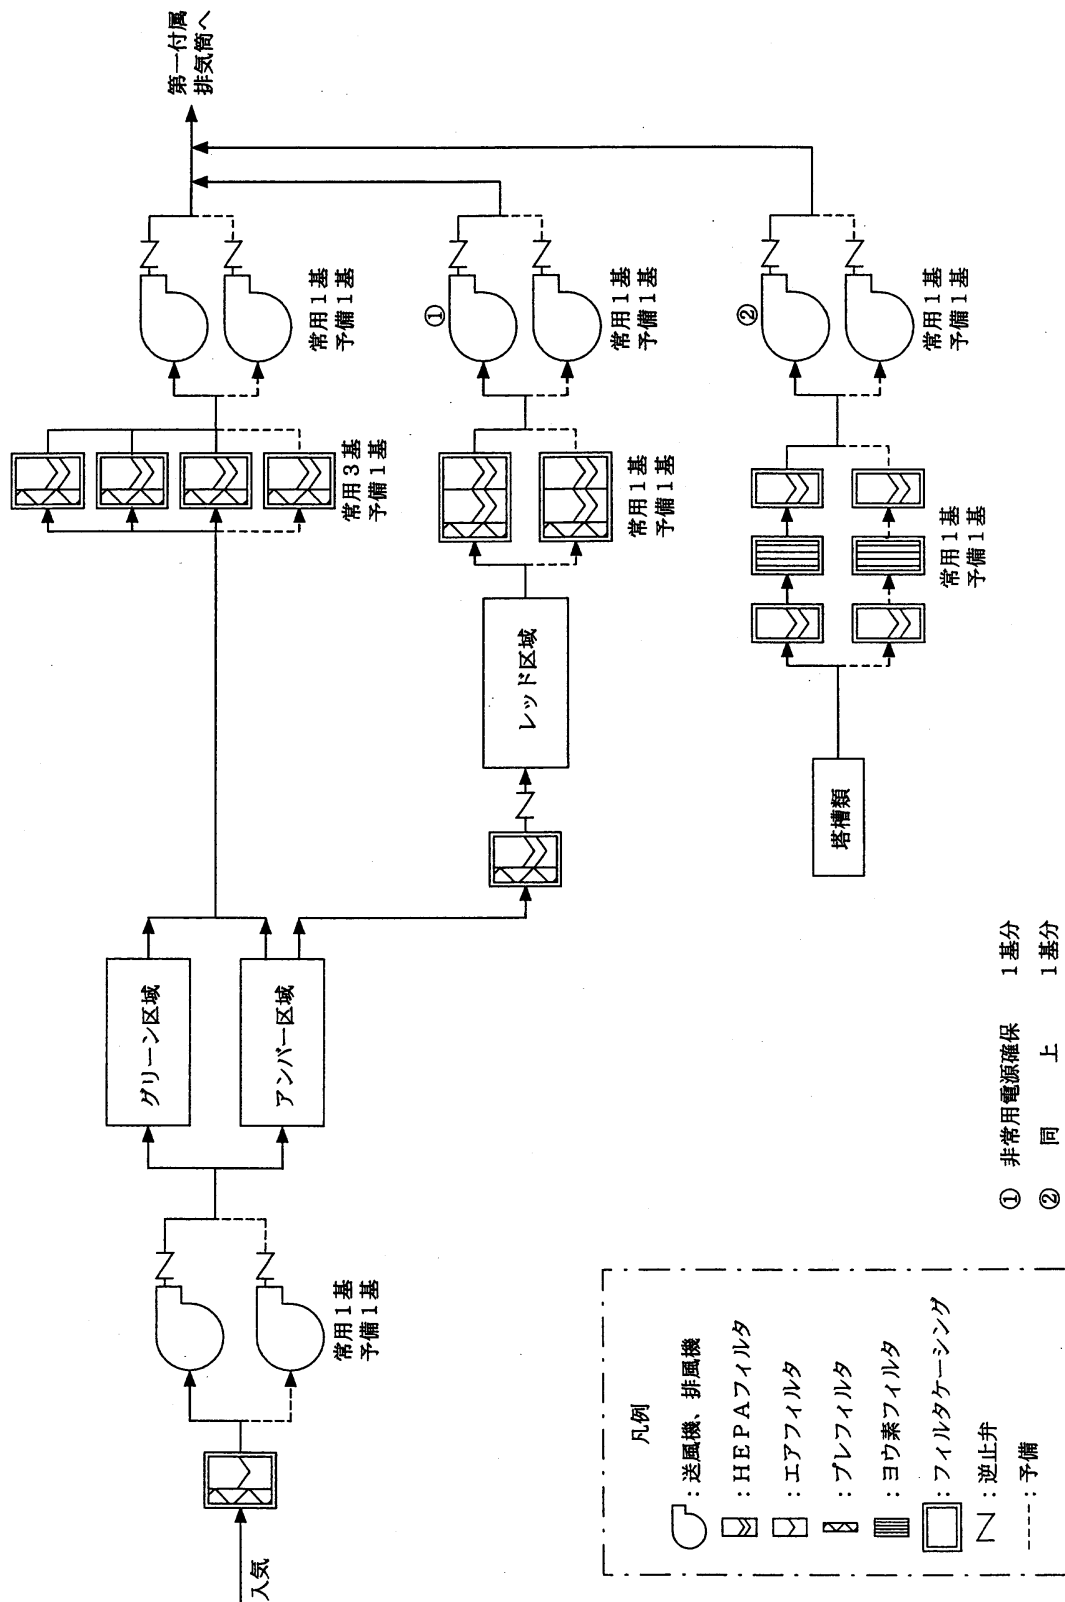 入気
常用１基
予備１基
グリーン区域
アンバー区域
常用３基
予備１基
常用１基
予備１基
第一付属
排気筒へ
レッド区域
常用１基
予備１基
①
常用１基
予備１基
塔槽類
常用１基
予備１基
②
常用１基
予備１基
凡例
：送風機、排風機
：ＨＥＰＡフィルタ
：エアフィルタ
：プレフィルタ
：ヨウ素フィルタ
：フィルタケーシング
：逆止弁
：予備
① 非常用電源確保 １基分
② 同 上 １基分